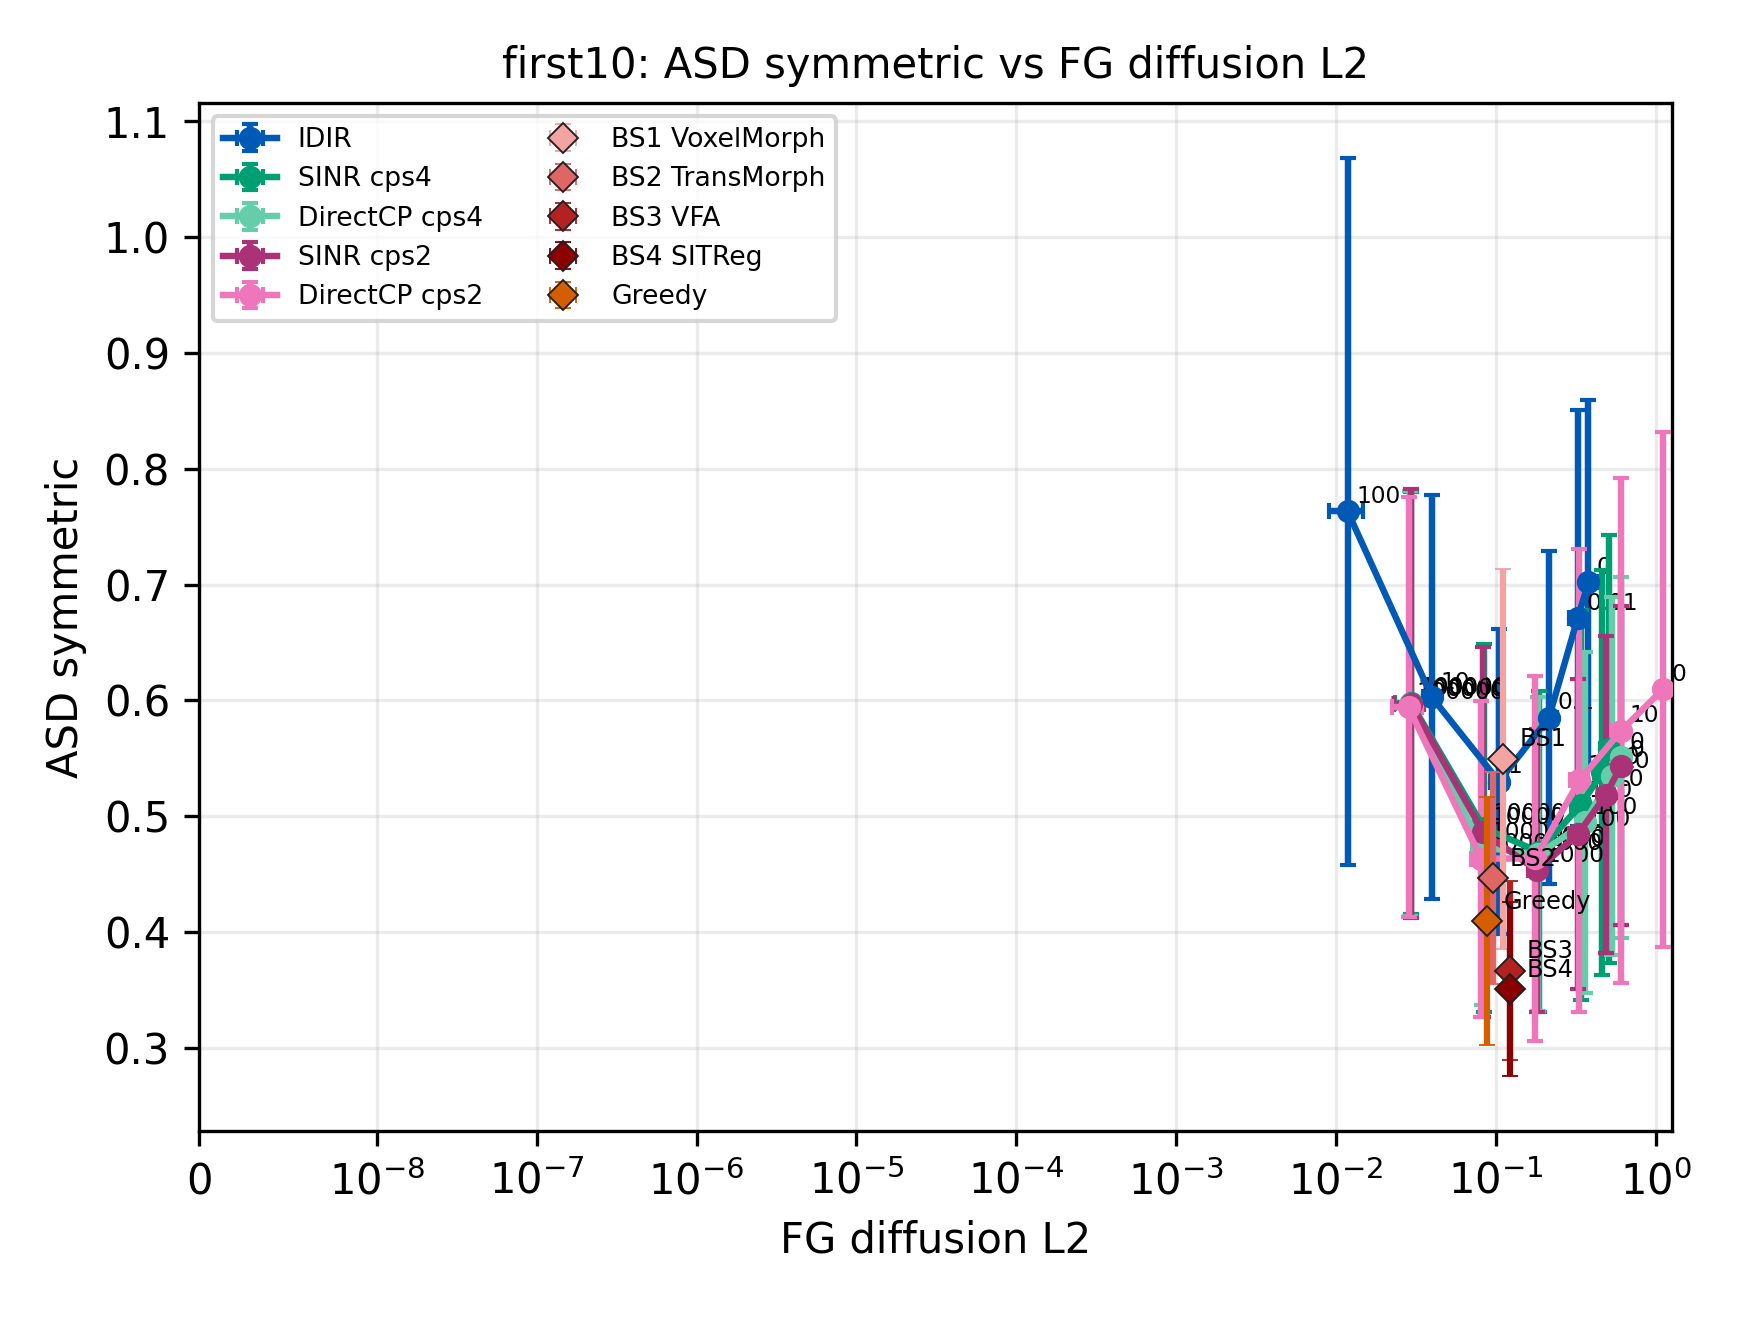 first10: ASD symmetric vs FG diffusion L2
ASD symmetric
1.1
1.0
0.9
0.8
0.7
0.6
0.5
0.4
0.3
IDIR
SINR cps4
DirectCP cps4
SINR cps2
DirectCP cps2
BS1 VoxelMorph
BS2 TransMorph
BS3 VFA
BS4 SITReg
Greedy
100
0
BS1
BS2
Greedy
BS3
BS4
10
0
0 10⁻⁸ 10⁻⁷ 10⁻⁶ 10⁻⁵ 10⁻⁴ 10⁻³ 10⁻² 10⁻¹ 10⁰
FG diffusion L2